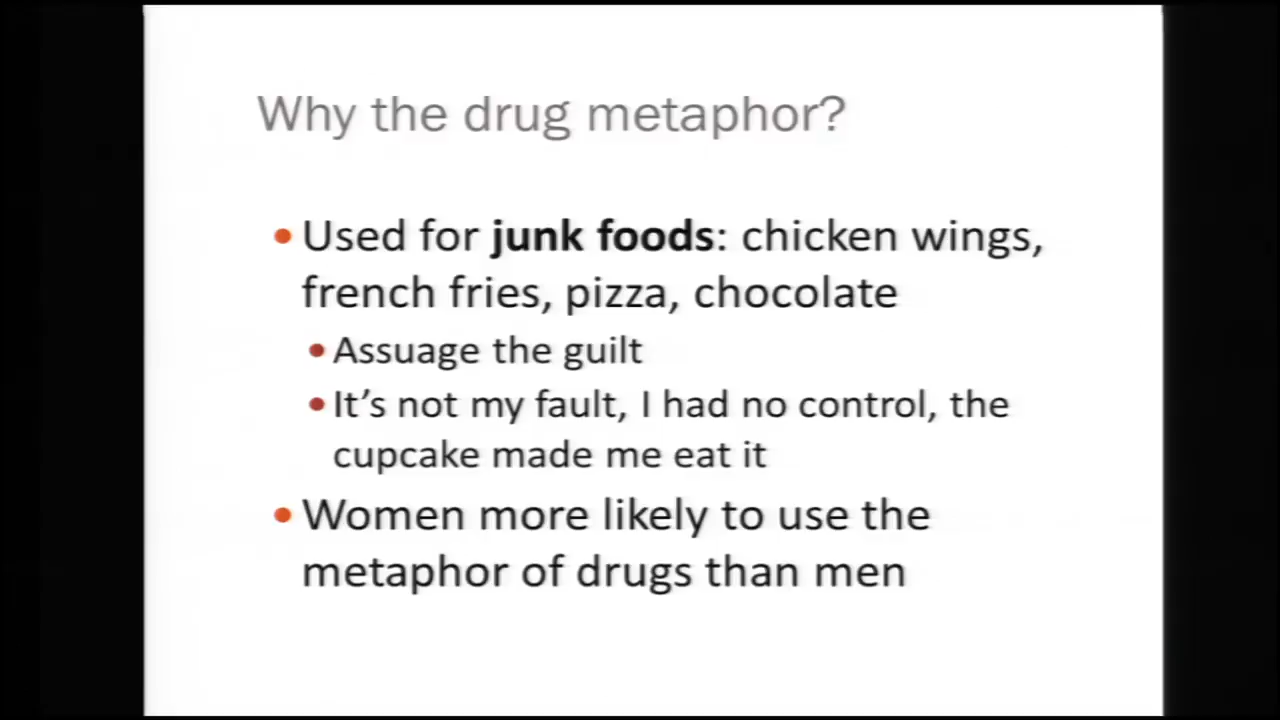 Why the drug metaphor?
• Used for junk foods: chicken wings,
french fries, pizza, chocolate
• Assuage the guilt
• It’s not my fault, I had no control, the
cupcake made me eat it
• Women more likely to use the
metaphor of drugs than men